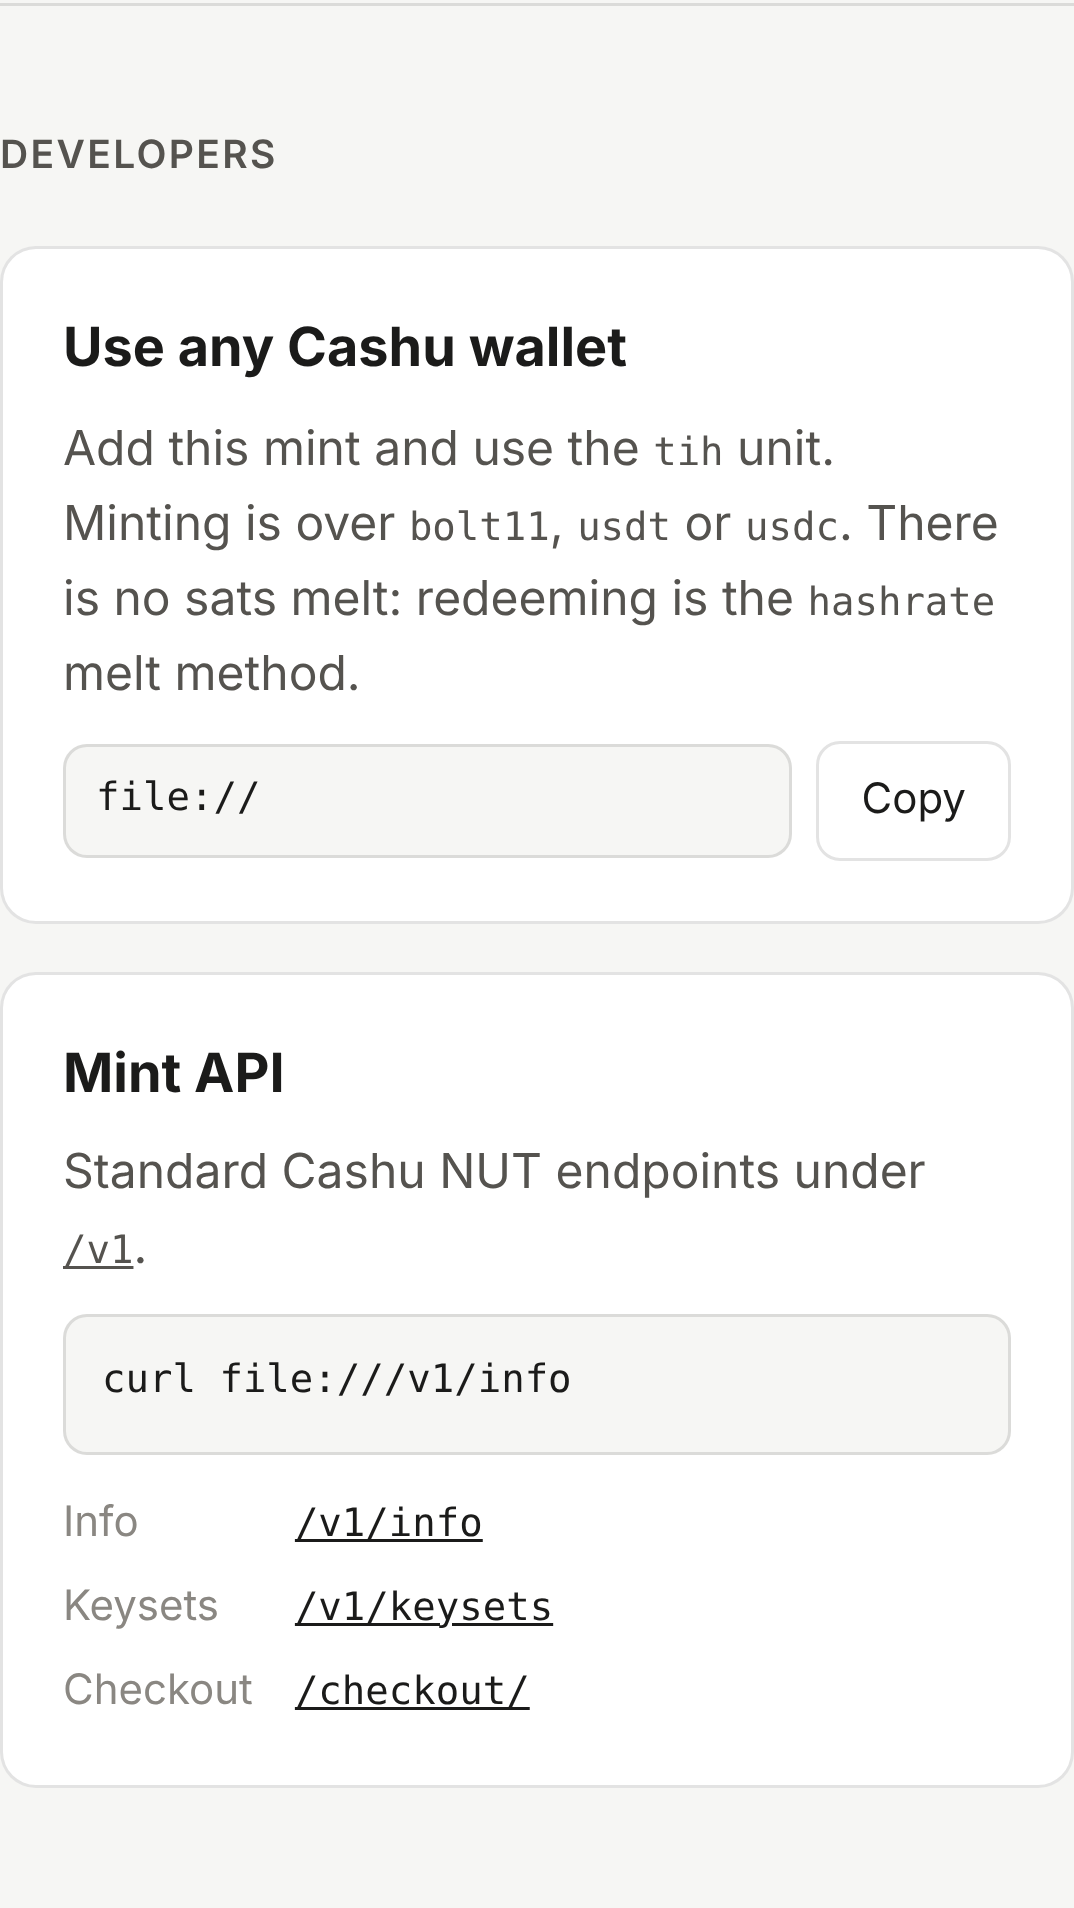 DEVELOPERS
Use any Cashu wallet
Add this mint and use the tih unit.
Minting is over bolt11, usdt or usdc. There
is no sats melt: redeeming is the hashrate
melt method.
file://
Copy
Mint API
Standard Cashu NUT endpoints under
/v1.
curl file:///v1/info
Info /v1/info
Keysets /v1/keysets
Checkout /checkout/